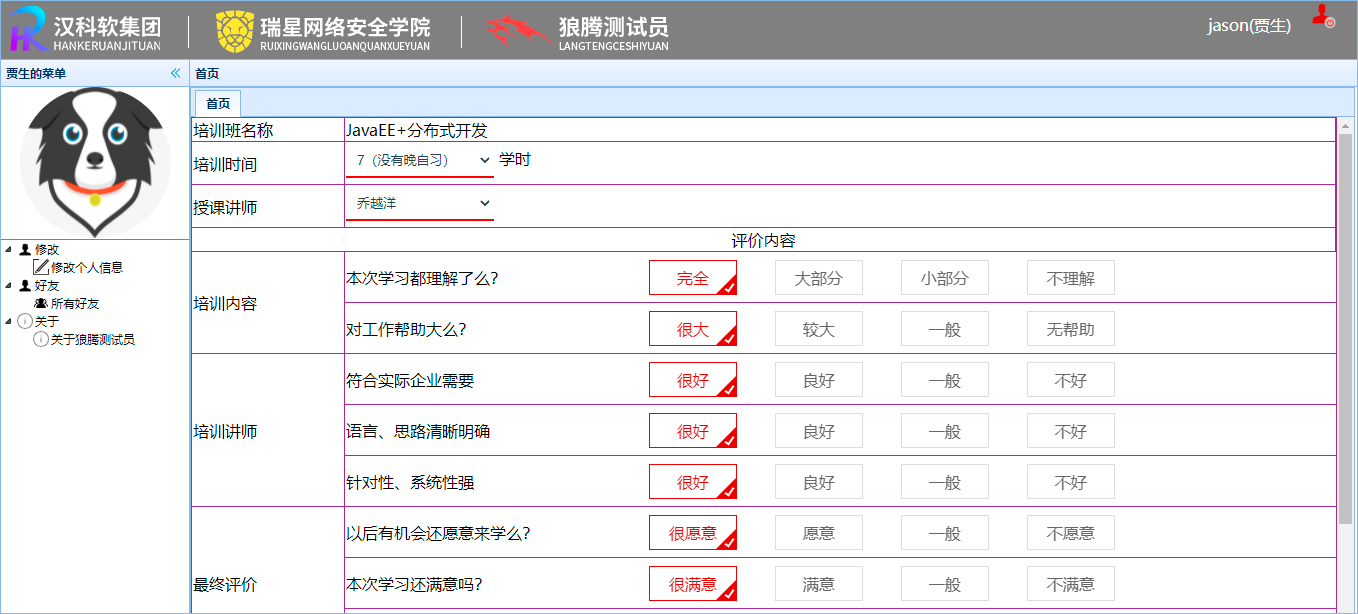 汉科软集团
HANKERUANJITUAN
瑞星网络安全学院
RUIXINGWANGLUOANQUANXUEYUAN
狼腾测试员
LANGTENGCESHIYUAN
jason(贾生)
贾生的菜单
首页
修改
修改个人信息
好友
所有好友
关于
关于狼腾测试员
首页
培训班名称 JavaEE+分布式开发
培训时间 7（没有晚自习） 学时
授课讲师 乔越洋
评价内容
培训内容
本次学习都理解了么? 完全 大部分 小部分 不理解
对工作帮助大么? 很大 较大 一般 无帮助
培训讲师
符合实际企业需要 很好 良好 一般 不好
语言、思路清晰明确 很好 良好 一般 不好
针对性、系统性强 很好 良好 一般 不好
最终评价
以后有机会还愿意来学么? 很愿意 愿意 一般 不愿意
本次学习还满意吗? 很满意 满意 一般 不满意